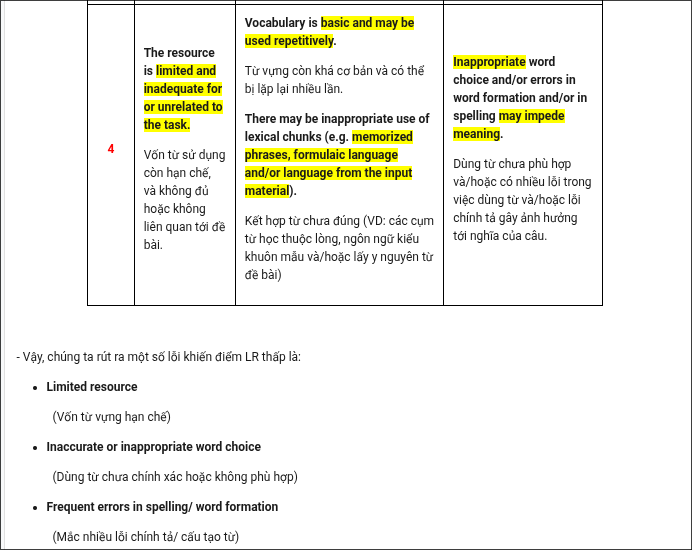 4
The resource
is limited and
inadequate for
or unrelated to
the task.
Vốn từ sử dụng
còn hạn chế,
và không đủ
hoặc không
liên quan tới đề
bài.
Vocabulary is basic and may be
used repetitively.
Từ vựng còn khá cơ bản và có thể
bị lặp lại nhiều lần.
There may be inappropriate use of
lexical chunks (e.g. memorized
phrases, formulaic language
and/or language from the input
material).
Kết hợp từ chưa đúng (VD: các cụm
từ học thuộc lòng, ngôn ngữ kiểu
khuôn mẫu và/hoặc lấy y nguyên từ
đề bài)
Inappropriate word
choice and/or errors in
word formation and/or in
spelling may impede
meaning.
Dùng từ chưa phù hợp
và/hoặc có nhiều lỗi trong
việc dùng từ và/hoặc lỗi
chính tả gây ảnh hưởng
tới nghĩa của câu.
- Vậy, chúng ta rút ra một số lỗi khiến điểm LR thấp là:
• Limited resource
(Vốn từ vựng hạn chế)
• Inaccurate or inappropriate word choice
(Dùng từ chưa chính xác hoặc không phù hợp)
• Frequent errors in spelling/ word formation
(Mắc nhiều lỗi chính tả/ cấu tạo từ)